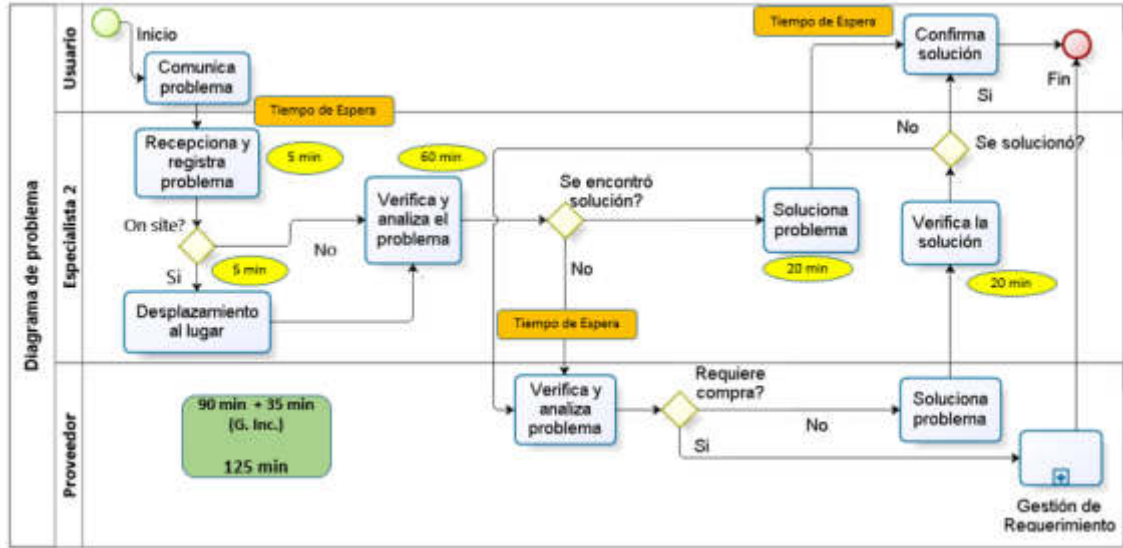 Diagrama de problema
Usuario
Inicio
Comunica
problema
Tiempo de Espera
Confirma
solución
Fin
Si
Tiempo de Espera
Especialista 2
Recepciona y
registra
problema
5 min
On site?
No
5 min
Si
Desplazamiento
al lugar
60 min
Verifica y
analiza el
problema
Se encontró
solución?
No
Tiempo de Espera
Soluciona
problema
20 min
No
Se solucionó?
Verifica la
solución
20 min
Proveedor
90 min + 35 min
(G. Inc.)
125 min
Verifica y
analiza
problema
Requiere
compra?
No
Si
Soluciona
problema
Gestión de
Requerimiento